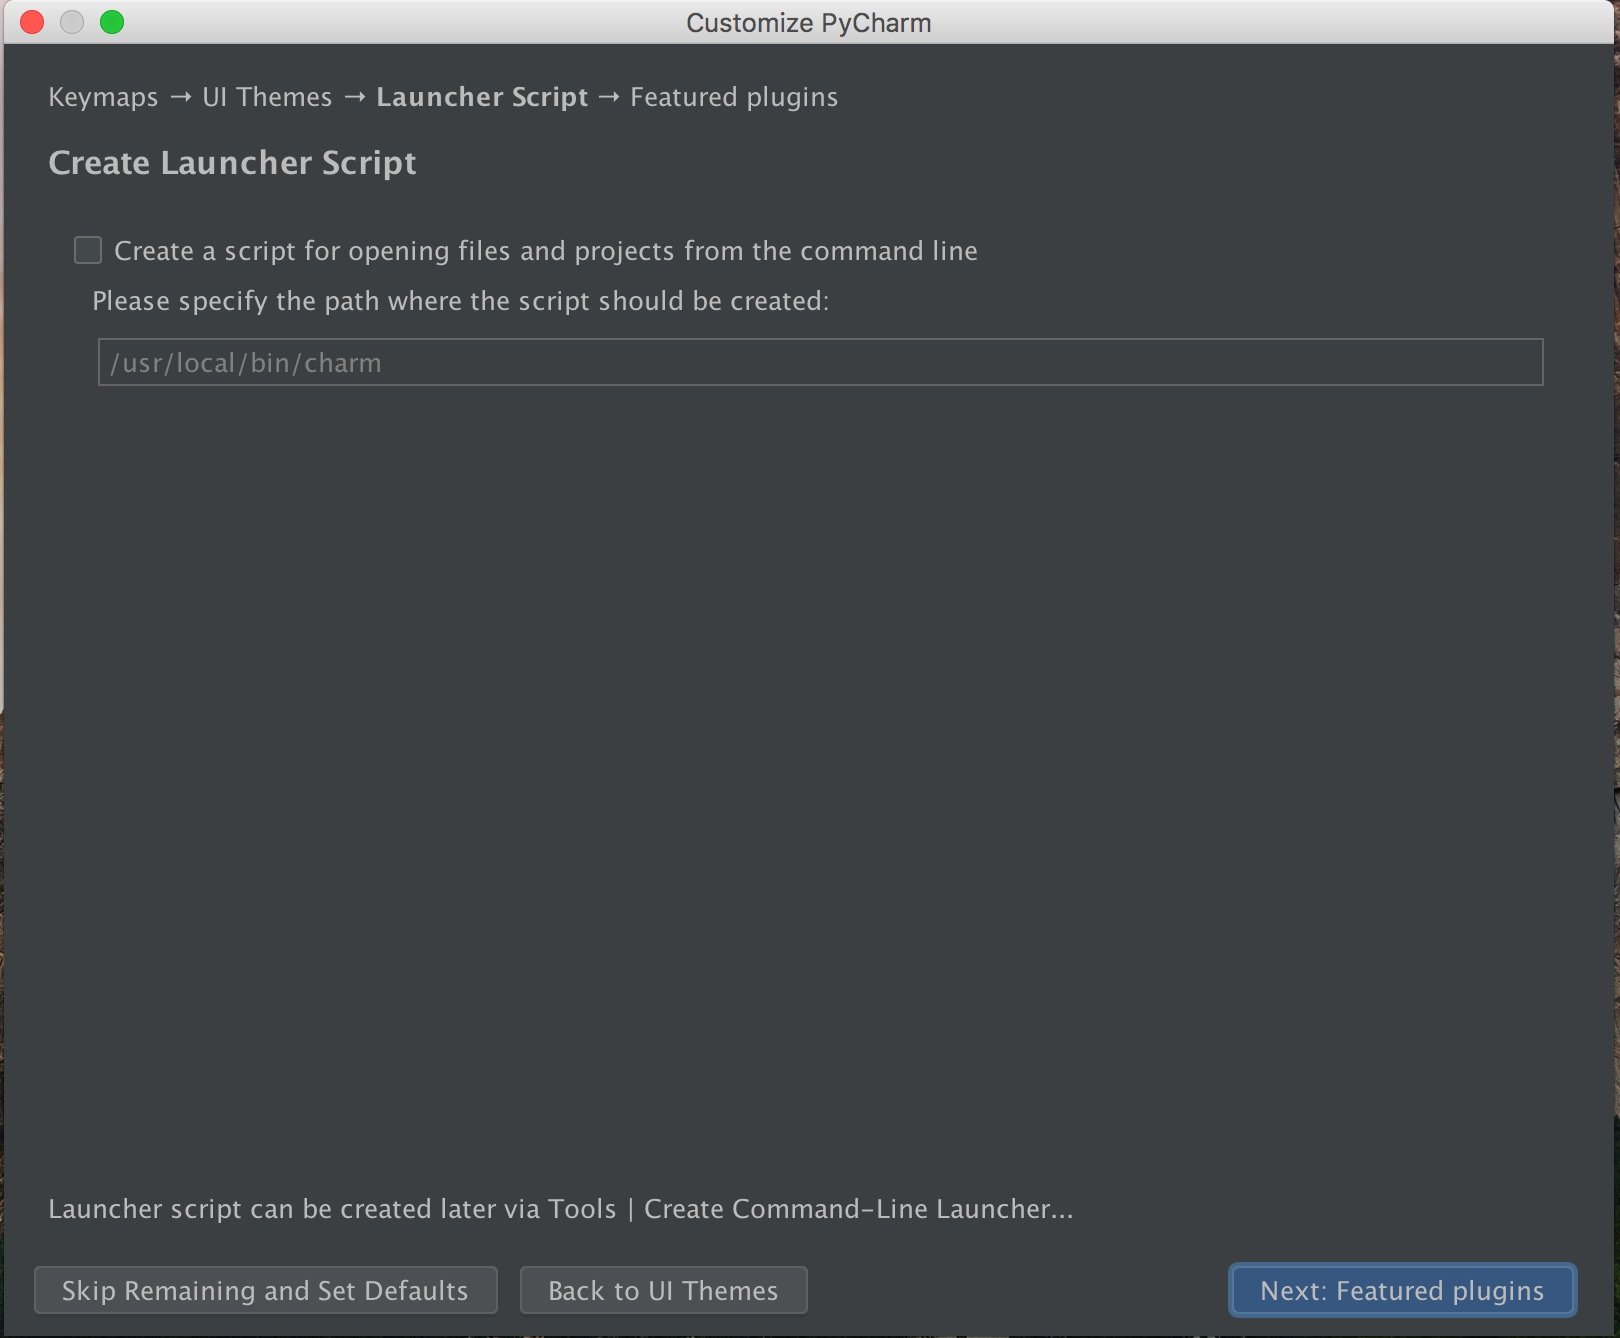 Customize PyCharm
Keymaps → UI Themes → Launcher Script → Featured plugins
Create Launcher Script
Create a script for opening files and projects from the command line
Please specify the path where the script should be created:
/usr/local/bin/charm
Launcher script can be created later via Tools | Create Command-Line Launcher...
Skip Remaining and Set Defaults
Back to UI Themes
Next: Featured plugins